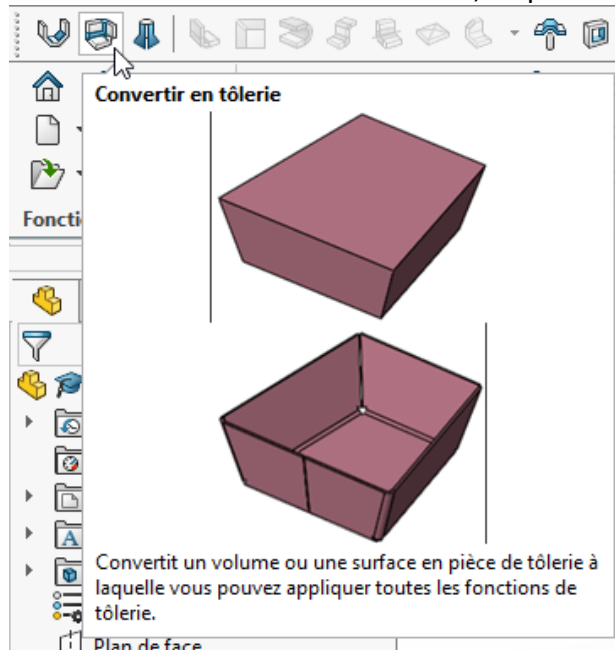 Convertir en tôlerie
Foncti
Convertit un volume ou une surface en pièce de tôlerie à
laquelle vous pouvez appliquer toutes les fonctions de
tôlerie.
Plan de face